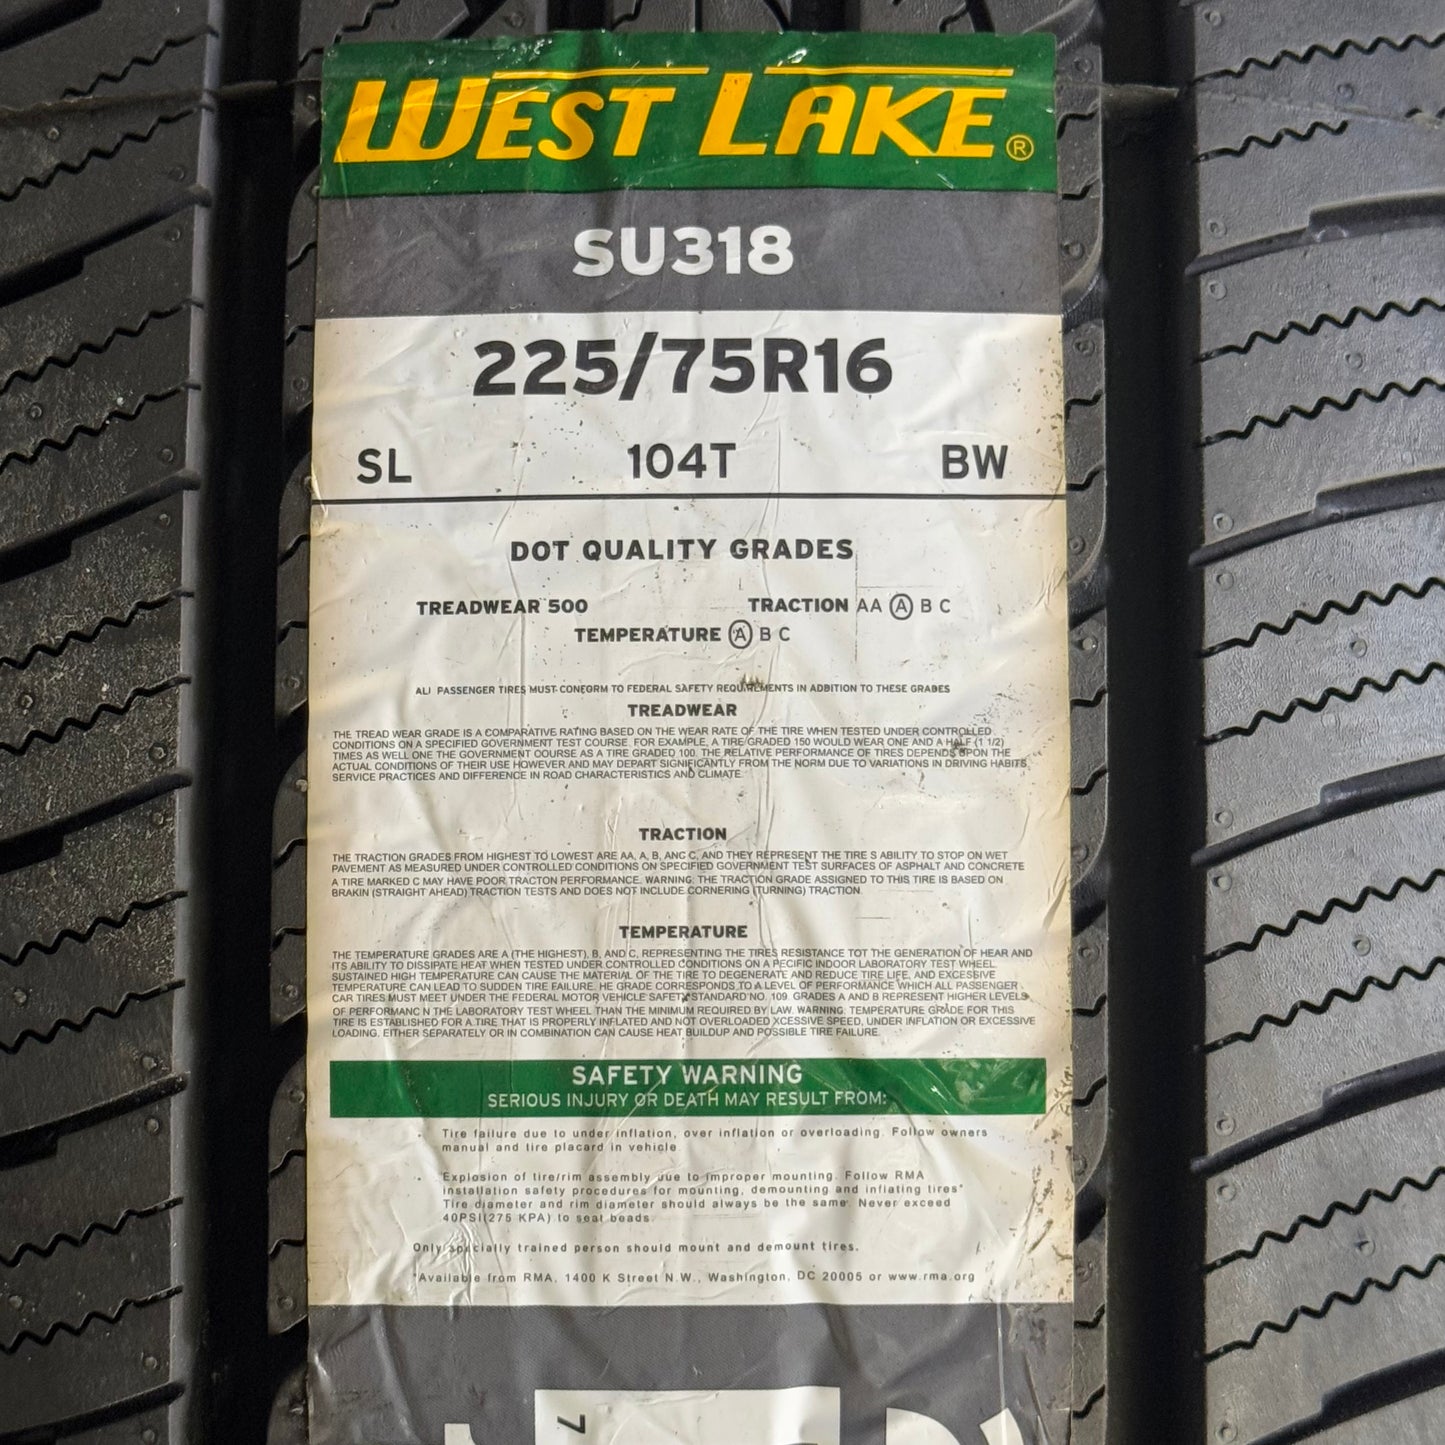 WEST LAKE®
SU318
225/75R16
SL 104T BW
DOT QUALITY GRADES
TREADWEAR 500 TRACTION AA A B C
TEMPERATURE A B C
ALL PASSENGER TIRES MUST CONFORM TO FEDERAL SAFETY REQUIREMENTS IN ADDITION TO THESE GRADES
TREADWEAR
THE TREAD WEAR GRADE IS A COMPARATIVE RATING BASED ON THE WEAR RATE OF THE TIRE WHEN TESTED UNDER CONTROLLED
CONDITIONS ON A SPECIFIED GOVERNMENT TEST COURSE. FOR EXAMPLE, A TIRE GRADED 150 WOULD WEAR ONE AND A HALF (1 1/2)
TIMES AS WELL ONE THE GOVERNMENT OOURSE AS A TIRE GRADED 100. THE RELATIVE PERFORMANCE OF TIRES DEPENDS UPON THE
ACTUAL CONDITIONS OF THEIR USE HOWEVER AND MAY DEPART SIGNIFICANTLY FROM THE NORM DUE TO VARIATIONS IN DRIVING HABITS,
SERVICE PRACTICES AND DIFFERENCE IN ROAD CHARACTERISTICS AND CLIMATE.
TRACTION
THE TRACTION GRADES FROM HIGHEST TO LOWEST ARE AA, A, B, ANC C, AND THEY REPRESENT THE TIRE S ABILITY TO STOP ON WET
PAVEMENT AS MEASURED UNDER CONTROLLED CONDITIONS ON SPECIFIED GOVERNMENT TEST SURFACES OF ASPHALT AND CONCRETE
A TIRE MARKED C MAY HAVE POOR TRACTON PERFORMANCE. WARNING: THE TRACTION GRADE ASSIGNED TO THIS TIRE IS BASED ON
BRAKIN (STRAIGHT AHEAD) TRACTION TESTS AND DOES NOT INCLUDE CORNERING (TURNING) TRACTION
TEMPERATURE
THE TEMPERATURE GRADES ARE A (THE HIGHEST), B, AND C, REPRESENTING THE TIRES RESISTANCE TOT THE GENERATION OF HEAR AND
ITS ABILITY TO DISSIPATE HEAT WHEN TESTED UNDER CONTROLLED CONDITIONS ON A PECIFIC INDOOR LABORATORY TEST WHEEL.
SUSTAINED HIGH TEMPERATURE CAN CAUSE THE MATERIAL OF THE TIRE TO DEGENERATE AND REDUCE TIRE LIFE, AND EXCESSIVE
TEMPERATURE CAN LEAD TO SUDDEN TIRE FAILURE. HE GRADE CORRESPONDS TO A LEVEL OF PERFORMANCE WHICH ALL PASSENGER
CAR TIRES MUST MEET UNDER THE FEDERAL MOTOR VEHICLE SAFETY STANDARD NO. 109. GRADES A AND B REPRESENT HIGHER LEVELS
OF PERFORMANC N THE LABORATORY TEST WHEEL THAN THE MINIMUM REQUIRED BY LAW. WARNING: TEMPERATURE GRADE FOR THIS
TIRE IS ESTABLISHED FOR A TIRE THAT IS PROPERLY INFLATED AND NOT OVERLOADED XCESSIVE SPEED, UNDER INFLATION OR EXCESSIVE
LOADING, EITHER SEPARATELY OR IN COMBINATION CAN CAUSE HEAT BUILDUP AND POSSIBLE TIRE FAILURE.
SAFETY WARNING
SERIOUS INJURY OR DEATH MAY RESULT FROM:
Tire failure due to under inflation, over inflation or overloading. Follow owners
manual and tire placard in vehicle.
Explosion of tire/rim assembly due to improper mounting. Follow RMA
installation safety procedures for mounting, demounting and inflating tires*
Tire diameter and rim diameter should always be the same. Never exceed
40PSI(275 KPA) to seat beads.
Only specially trained person should mount and demount tires.
*Available from RMA, 1400 K Street N.W., Washington, DC 20005 or www.rma.org
7